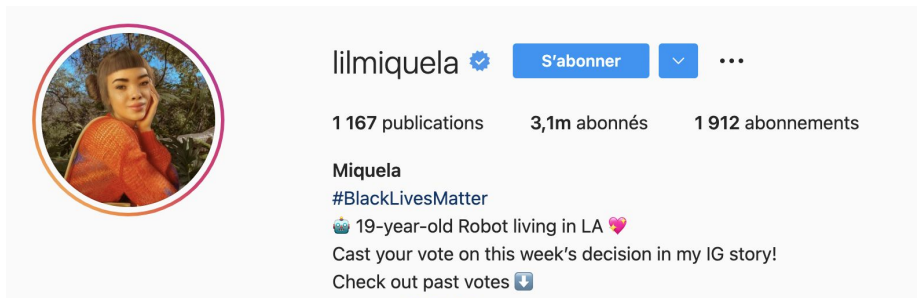 lilmiquela S'abonner
1 167 publications 3,1m abonnés 1 912 abonnements
Miquela
#BlackLivesMatter
🤖 19-year-old Robot living in LA 💖
Cast your vote on this week's decision in my IG story!
Check out past votes ⬇️